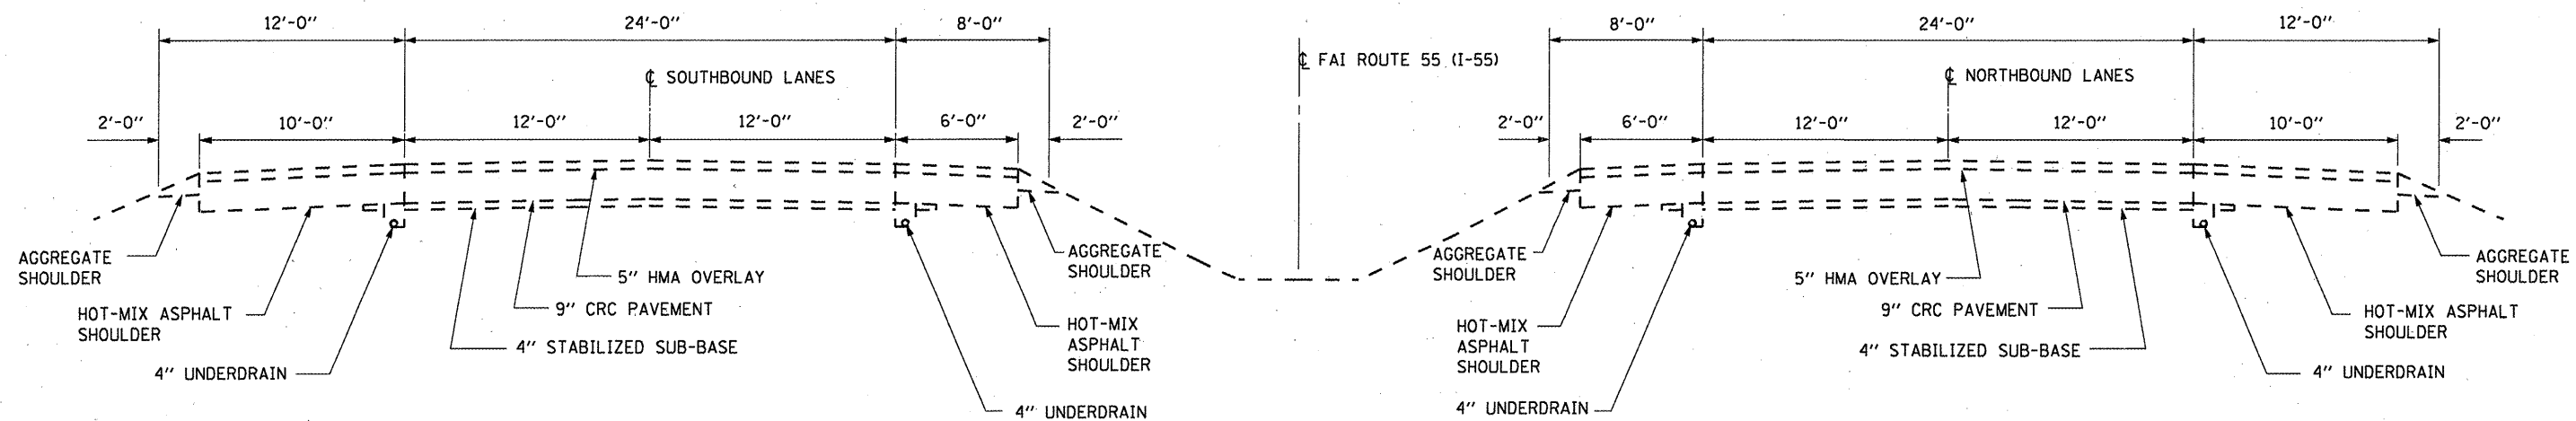 12'-0" 24'-0" 8'-0" 8'-0" 24'-0" 12'-0"
℄ FAI ROUTE 55 (I-55)
℄ SOUTHBOUND LANES ℄ NORTHBOUND LANES
2'-0" 10'-0" 12'-0" 12'-0" 6'-0" 2'-0" 2'-0" 6'-0" 12'-0" 12'-0" 10'-0" 2'-0"
AGGREGATE
SHOULDER
HOT-MIX ASPHALT
SHOULDER
4" UNDERDRAIN
5" HMA OVERLAY
9" CRC PAVEMENT
4" STABILIZED SUB-BASE
AGGREGATE
SHOULDER
HOT-MIX
ASPHALT
SHOULDER
4" UNDERDRAIN
AGGREGATE
SHOULDER
HOT-MIX
ASPHALT
SHOULDER
4" UNDERDRAIN
5" HMA OVERLAY
9" CRC PAVEMENT
4" STABILIZED SUB-BASE
AGGREGATE
SHOULDER
HOT-MIX ASPHALT
SHOULDER
4" UNDERDRAIN